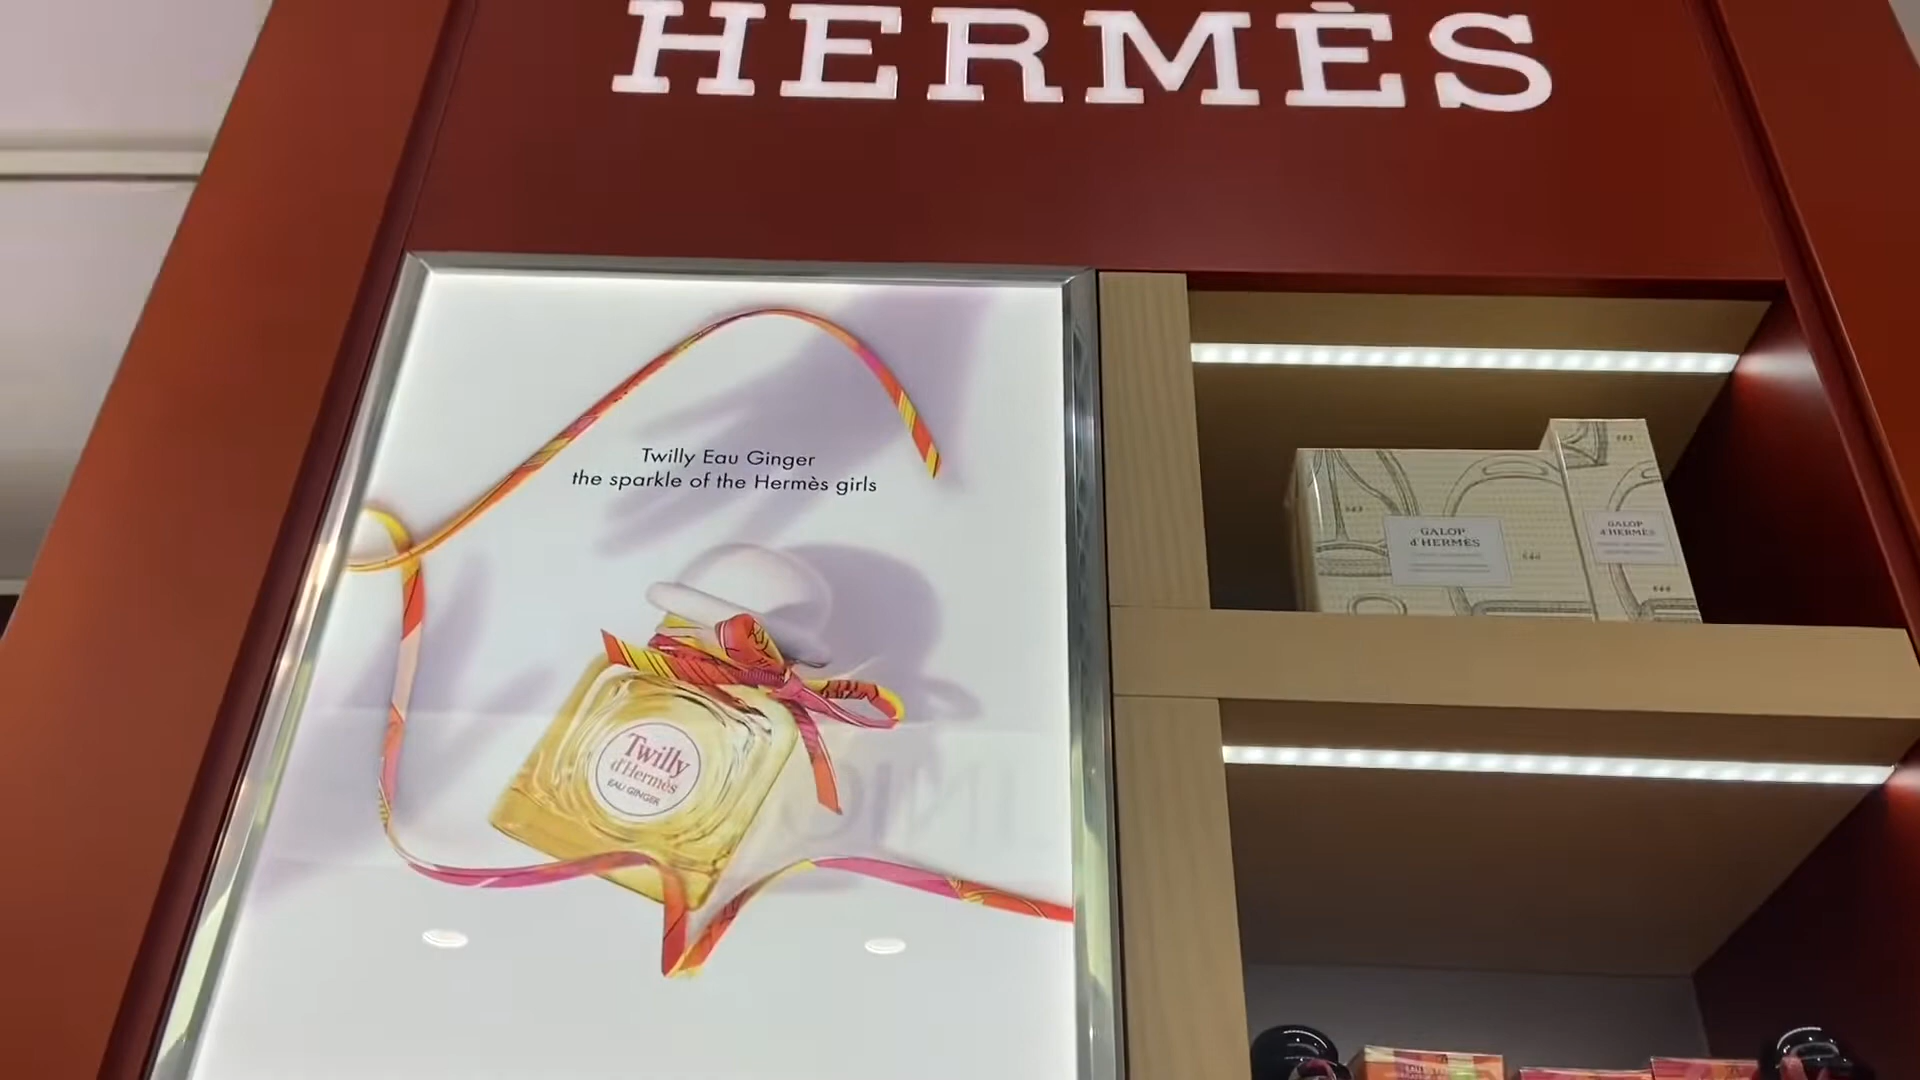 HERMÈS
Twilly Eau Ginger
the sparkle of the Hermès girls
Twilly
d'Hermès
EAU GINGER
GALOP
d'HERMÈS
GALOP
d'HERMÈS